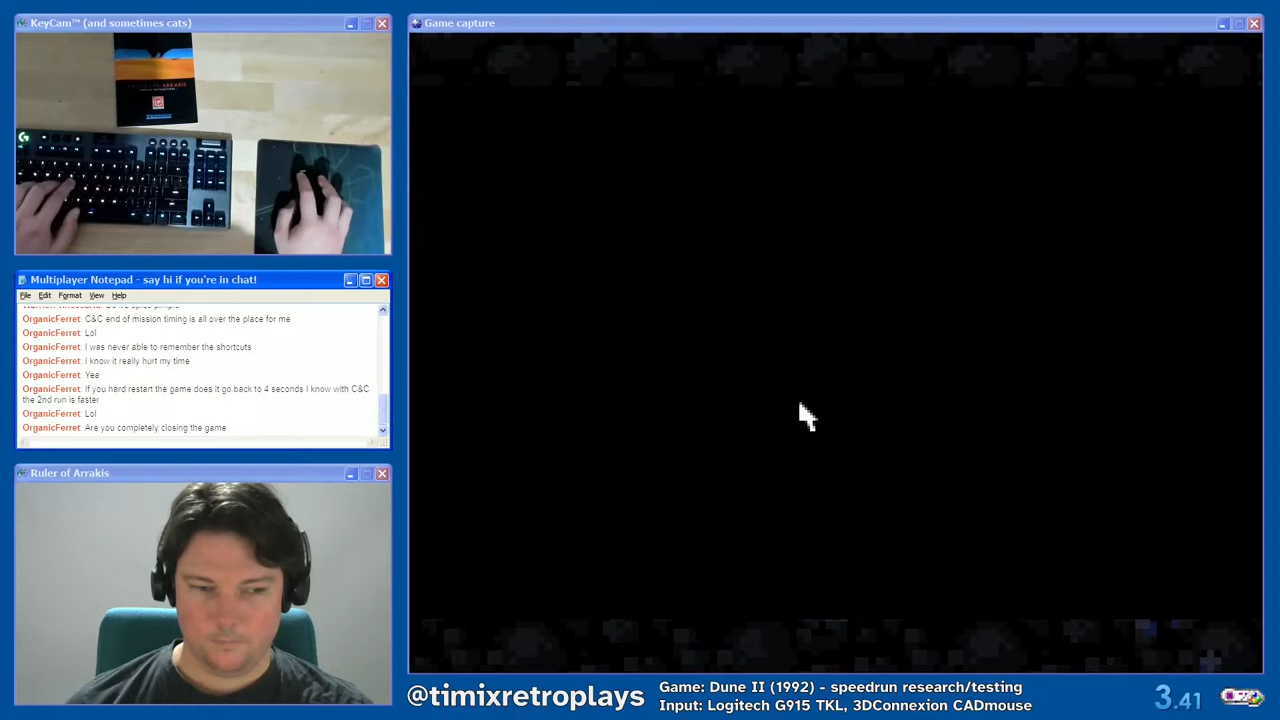 KeyCam™ (and sometimes cats)
Game capture
Multiplayer Notepad - say hi if you're in chat!
File Edit Format View Help
OrganicFerret: C&C end of mission timing is all over the place for me
OrganicFerret: Lol
OrganicFerret: I was never able to remember the shortcuts
OrganicFerret: I know it really hurt my time
OrganicFerret: Yea
OrganicFerret: If you hard restart the game does it go back to 4 seconds I know with C&C
the 2nd run is faster
OrganicFerret: Lol
OrganicFerret: Are you completely closing the game
Ruler of Arrakis
@timixretroplays
Game: Dune II (1992) - speedrun research/testing
Input: Logitech G915 TKL, 3DConnexion CADmouse
3.41